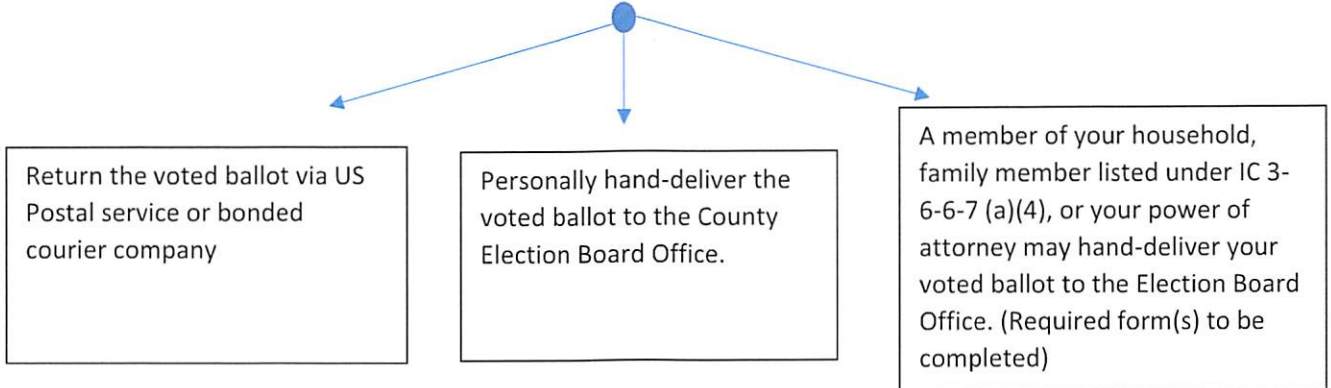 Return the voted ballot via US
Postal service or bonded
courier company
Personally hand-deliver the
voted ballot to the County
Election Board Office.
A member of your household,
family member listed under IC 3-
6-6-7 (a)(4), or your power of
attorney may hand-deliver your
voted ballot to the Election Board
Office. (Required form(s) to be
completed)